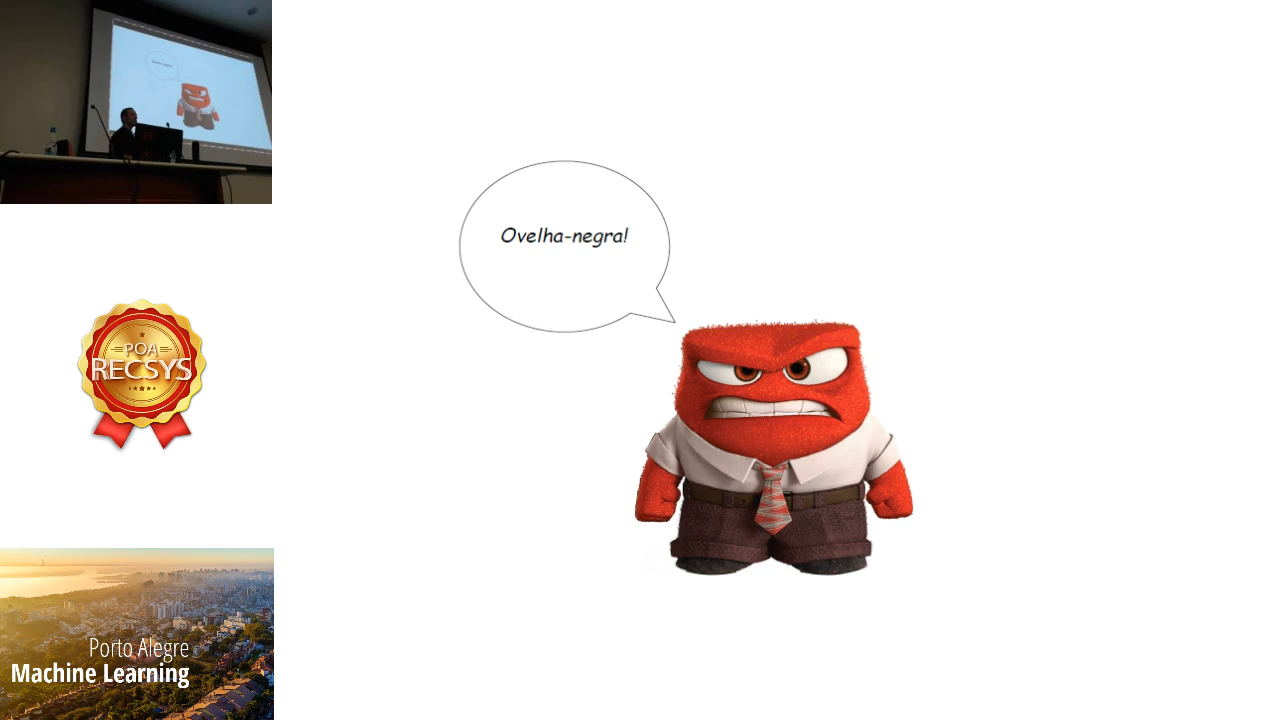 Ovelha-negra!
POA
RECSYS
Porto Alegre
Machine Learning